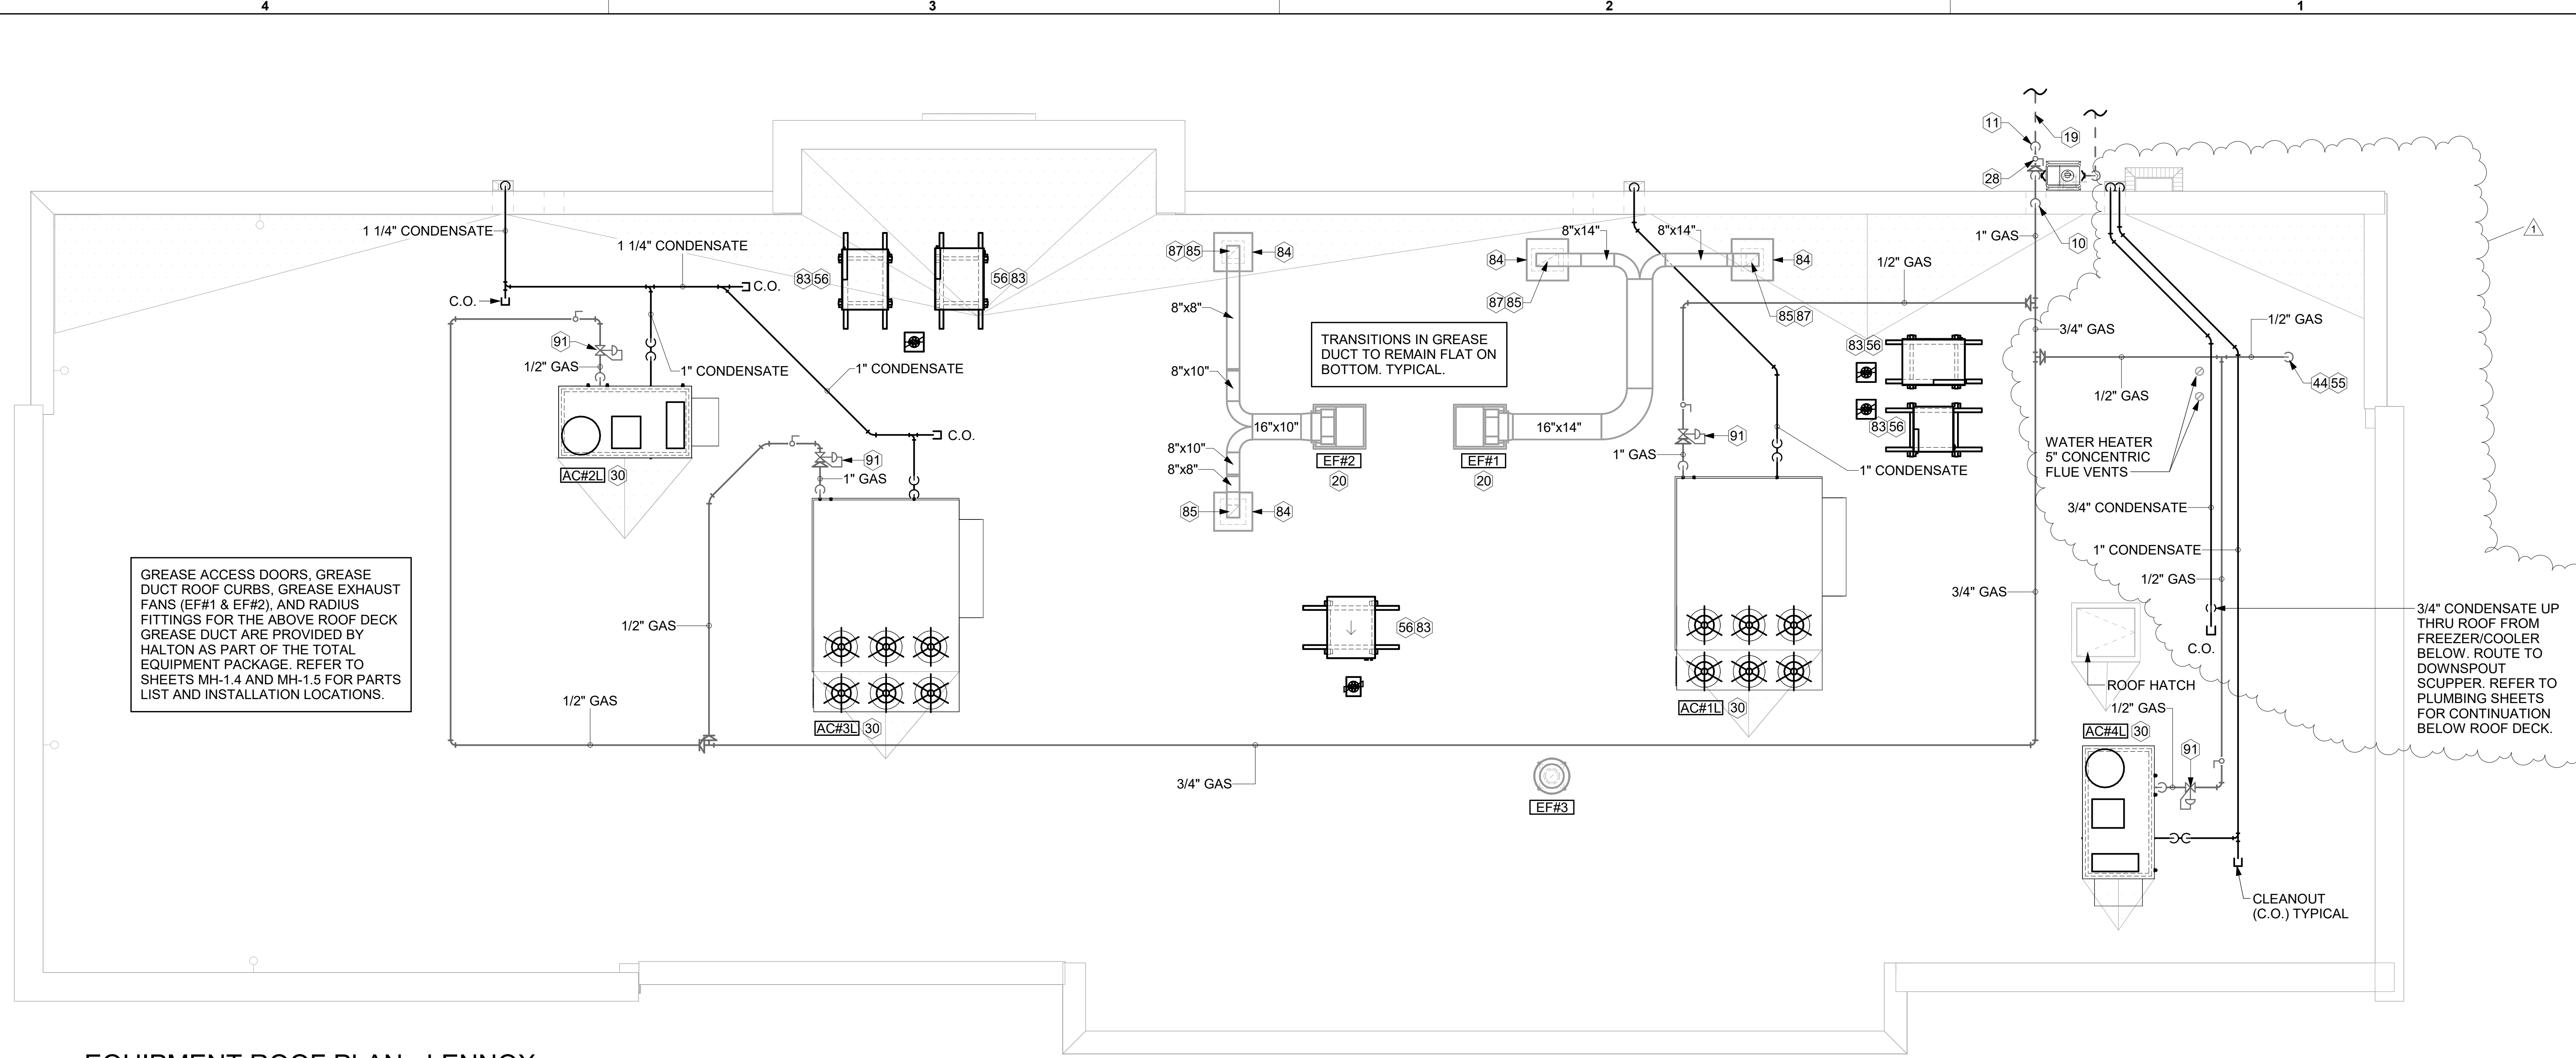 4
3
2
1
11
19
28
10
1
1 1/4" CONDENSATE
1 1/4" CONDENSATE
C.O.
C.O.
83 56
56 83
87 85
84
8"x8"
8"x10"
8"x10"
8"x8"
85
84
16"x10"
EF#2
20
8"x14"
8"x14"
84
84
87 85
85 87
TRANSITIONS IN GREASE
DUCT TO REMAIN FLAT ON
BOTTOM. TYPICAL.
16"x14"
EF#1
20
1" GAS
1/2" GAS
3/4" GAS
1/2" GAS
1/2" GAS
44 55
83 56
83 56
91
1/2" GAS
1" CONDENSATE
1" CONDENSATE
C.O.
AC#2L
30
91
1" GAS
91
1" GAS
1" CONDENSATE
WATER HEATER
5" CONCENTRIC
FLUE VENTS
3/4" CONDENSATE
1" CONDENSATE
1/2" GAS
3/4" GAS
GREASE ACCESS DOORS, GREASE
DUCT ROOF CURBS, GREASE EXHAUST
FANS (EF#1 & EF#2), AND RADIUS
FITTINGS FOR THE ABOVE ROOF DECK
GREASE DUCT ARE PROVIDED BY
HALTON AS PART OF THE TOTAL
EQUIPMENT PACKAGE. REFER TO
SHEETS MH-1.4 AND MH-1.5 FOR PARTS
LIST AND INSTALLATION LOCATIONS.
1/2" GAS
1/2" GAS
56 83
AC#3L
30
AC#1L
30
C.O.
ROOF HATCH
1/2" GAS
3/4" CONDENSATE UP
THRU ROOF FROM
FREEZER/COOLER
BELOW. ROUTE TO
DOWNSPOUT
SCUPPER. REFER TO
PLUMBING SHEETS
FOR CONTINUATION
BELOW ROOF DECK.
AC#4L
30
91
3/4" GAS
EF#3
CLEANOUT
(C.O.) TYPICAL
EQUIPMENT ROOF PLAN - LENNOX